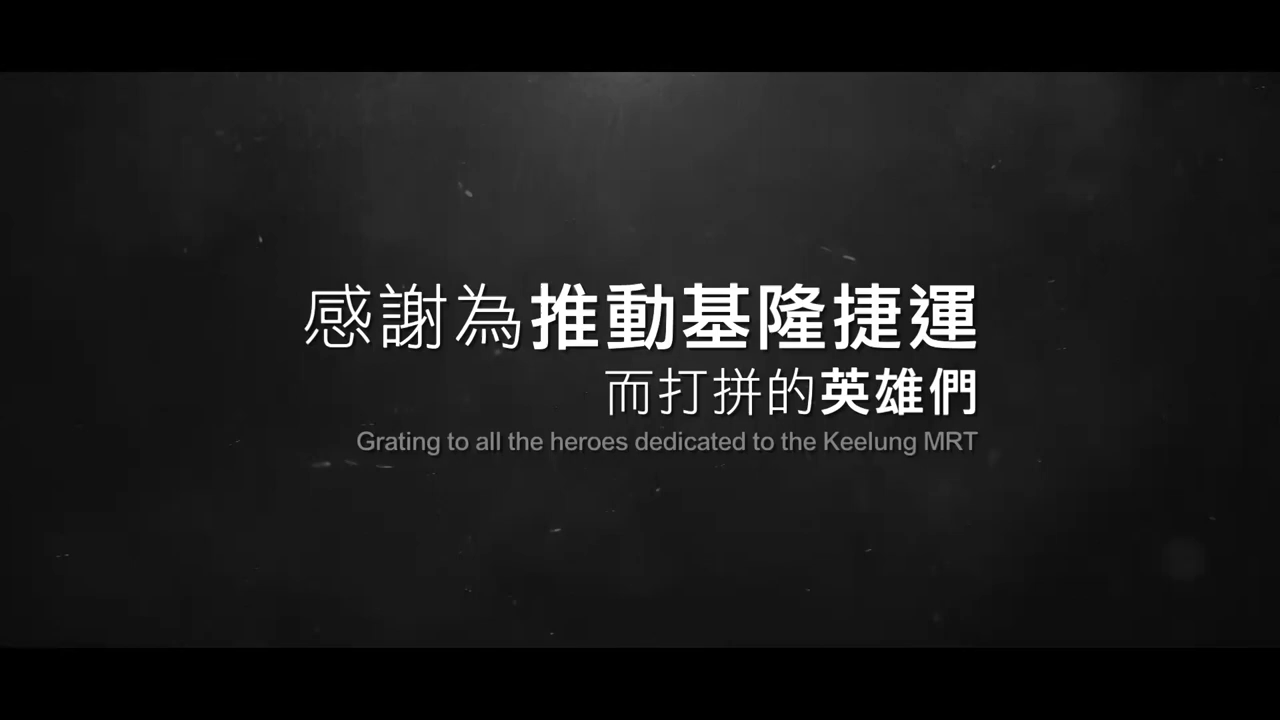 感謝為推動基隆捷運
而打拼的英雄們
Grating to all the heroes dedicated to the Keelung MRT